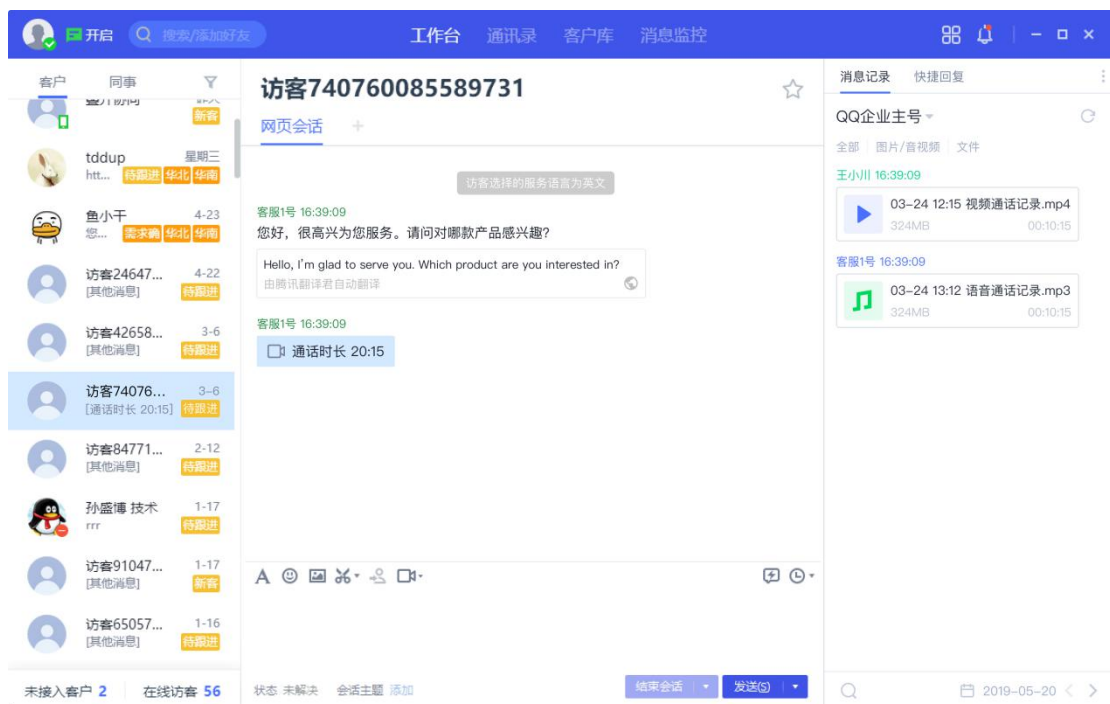 开启
搜索/添加好友
工作台 通讯录 客户库 消息监控
客户 同事
昨天
新客
tddup 星期三
htt... 待跟进 华北 华南
鱼小干 4-23
您... 需求确 华北 华南
访客24647... 4-22
[其他消息] 待跟进
访客42658... 3-6
[其他消息] 待跟进
访客74076... 3-6
[通话时长 20:15] 待跟进
访客84771... 2-12
[其他消息] 待跟进
孙盛博 技术 1-17
rrr 待跟进
访客91047... 1-17
[其他消息] 新客
访客65057... 1-16
[其他消息] 待跟进
未接入客户 2 在线访客 56
访客740760085589731
网页会话
访客选择的服务语言为英文
客服1号 16:39:09
您好，很高兴为您服务。请问对哪款产品感兴趣?
Hello, I'm glad to serve you. Which product are you interested in?
由腾讯翻译君自动翻译
客服1号 16:39:09
通话时长 20:15
状态 未解决 会话主题 添加
结束会话 发送(S)
消息记录 快捷回复
QQ企业主号
全部 图片/音视频 文件
王小川 16:39:09
03-24 12:15 视频通话记录.mp4
324MB 00:10:15
客服1号 16:39:09
03-24 13:12 语音通话记录.mp3
324MB 00:10:15
2019-05-20